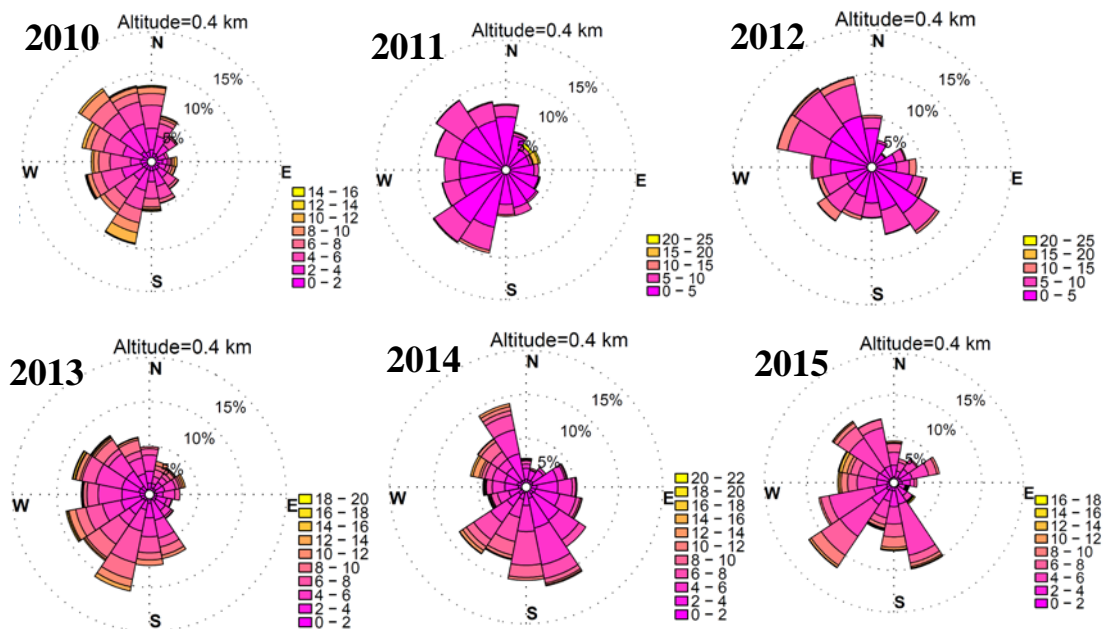 2010
Altitude=0.4 km
N
15%
10%
5%
W
E
S
14 – 16
12 – 14
10 – 12
8 – 10
6 – 8
4 – 6
2 – 4
0 – 2
2011
Altitude=0.4 km
N
15%
10%
5%
W
E
S
20 – 25
15 – 20
10 – 15
5 – 10
0 – 5
2012
Altitude=0.4 km
N
15%
10%
5%
W
E
S
20 – 25
15 – 20
10 – 15
5 – 10
0 – 5
2013
Altitude=0.4 km
N
15%
10%
5%
W
E
S
18 – 20
16 – 18
14 – 16
12 – 14
10 – 12
8 – 10
6 – 8
4 – 6
2 – 4
0 – 2
2014
Altitude=0.4 km
N
15%
10%
5%
W
E
S
20 – 22
18 – 20
16 – 18
14 – 16
12 – 14
10 – 12
8 – 10
6 – 8
4 – 6
2 – 4
0 – 2
2015
Altitude=0.4 km
N
15%
10%
5%
W
E
S
16 – 18
14 – 16
12 – 14
10 – 12
8 – 10
6 – 8
4 – 6
2 – 4
0 – 2